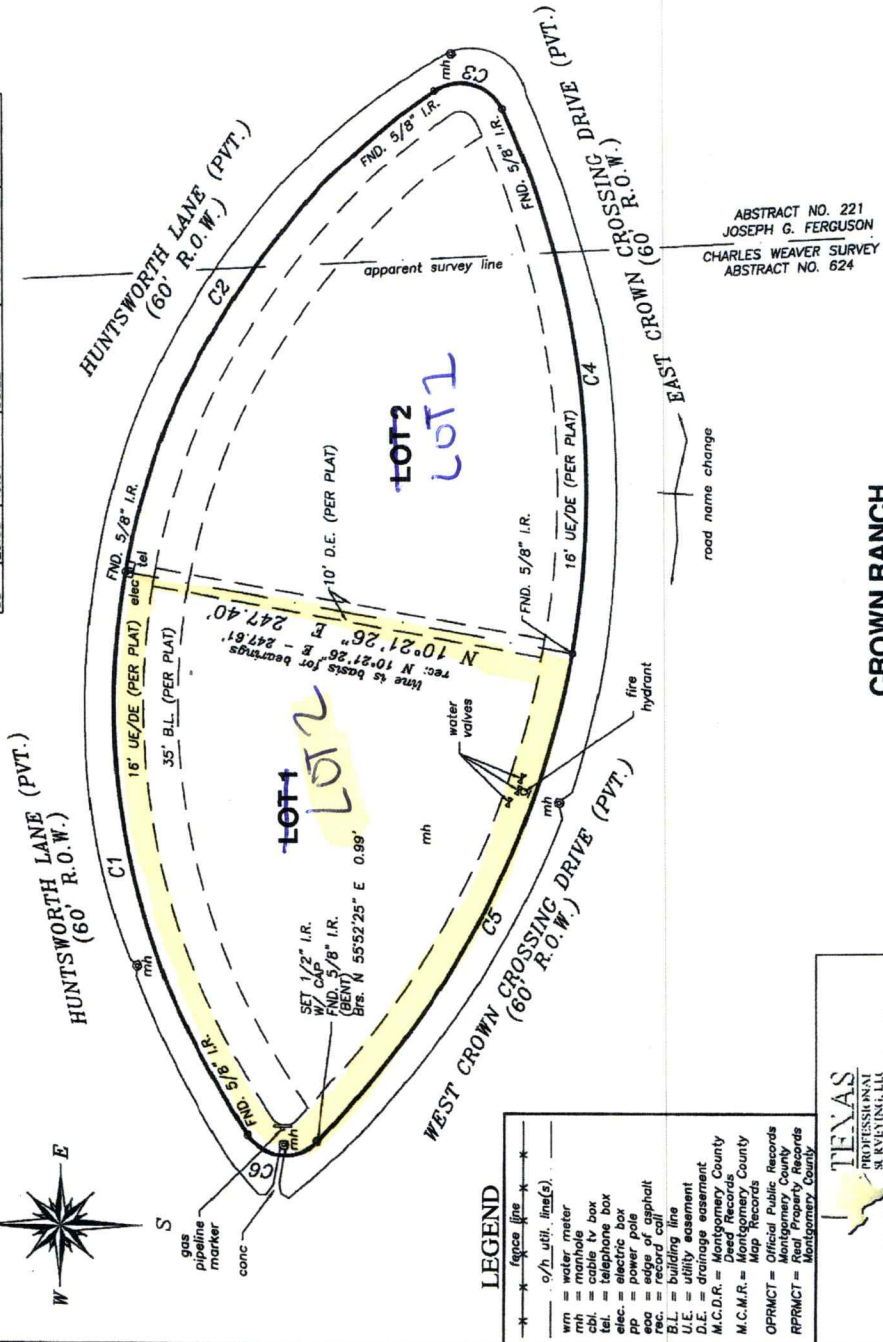 HUNTSWORTH LANE (PVT.)
(60' R.O.W.)
HUNTSWORTH LANE (PVT.)
(60' R.O.W.)
W
E
S
C1
C2
C3
C4
C5
C6
mh
mh
mh
mh
mh
FND. 5/8" I.R.
FND. 5/8" I.R.
FND. 5/8" I.R.
FND. 5/8" I.R.
FND. 5/8" I.R.
elec
tel
16' UE/DE (PER PLAT)
35' B.L. (PER PLAT)
apparent survey line
10' D.E. (PER PLAT)
N 10°21'26" E 247.40'
rec: N 10°21'26" E - 247.61'
line is basis for bearings
LOT 1
LOT 2
LOT 2
LOT 1
SET 1/2" I.R.
W/ CAP
FND. 5/8" I.R.
(BENT)
Brs. N 55°52'25" E 0.99'
water
valves
fire
hydrant
16' UE/DE (PER PLAT)
gas
pipeline
marker
conc
WEST CROWN CROSSING DRIVE (PVT.)
(60' R.O.W.)
EAST CROWN CROSSING DRIVE (PVT.)
(60' R.O.W.)
road name change
ABSTRACT NO. 221
JOSEPH G. FERGUSON
CHARLES WEAVER SURVEY
ABSTRACT NO. 624
CROWN RANCH
LEGEND
fence line
o/h util. line(s)
wm = water meter
mh = manhole
cbl. = cable tv box
tel. = telephone box
elec. = electric box
pp = power pole
eoa = edge of asphalt
rec. = record call
B.L. = building line
U.E. = utility easement
D.E. = drainage easement
M.C.D.R. = Montgomery County
Deed Records
M.C.M.R. = Montgomery County
Map Records
OPRMCT = Official Public Records
Montgomery County
RPRMCT = Real Property Records
Montgomery County
TEXAS
PROFESSIONAL
SURVEYING, LLC